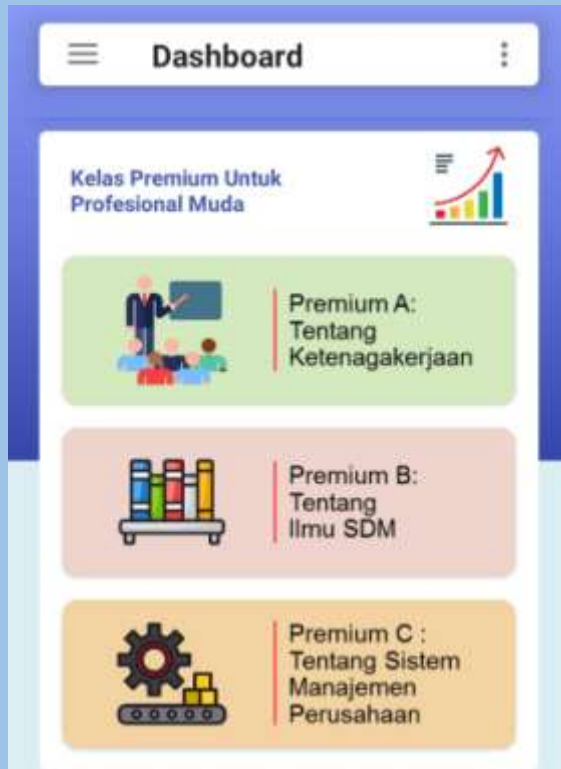 Dashboard
Kelas Premium Untuk
Profesional Muda
Premium A:
Tentang
Ketenagakerjaan
Premium B:
Tentang
Ilmu SDM
Premium C :
Tentang Sistem
Manajemen
Perusahaan